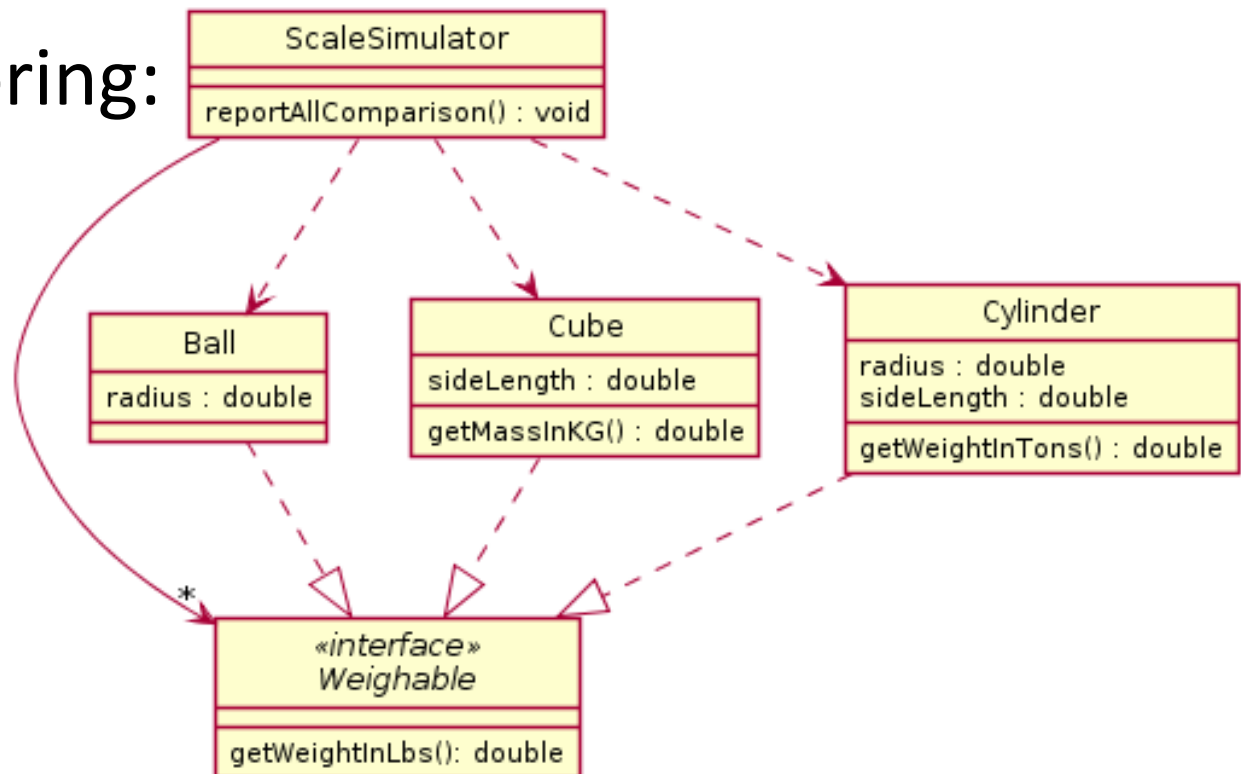 ring:
ScaleSimulator
reportAllComparison() : void
Ball
radius : double
Cube
sideLength : double
getMassInKG() : double
Cylinder
radius : double
sideLength : double
getWeightInTons() : double
*
«interface»
Weighable
getWeightInLbs(): double